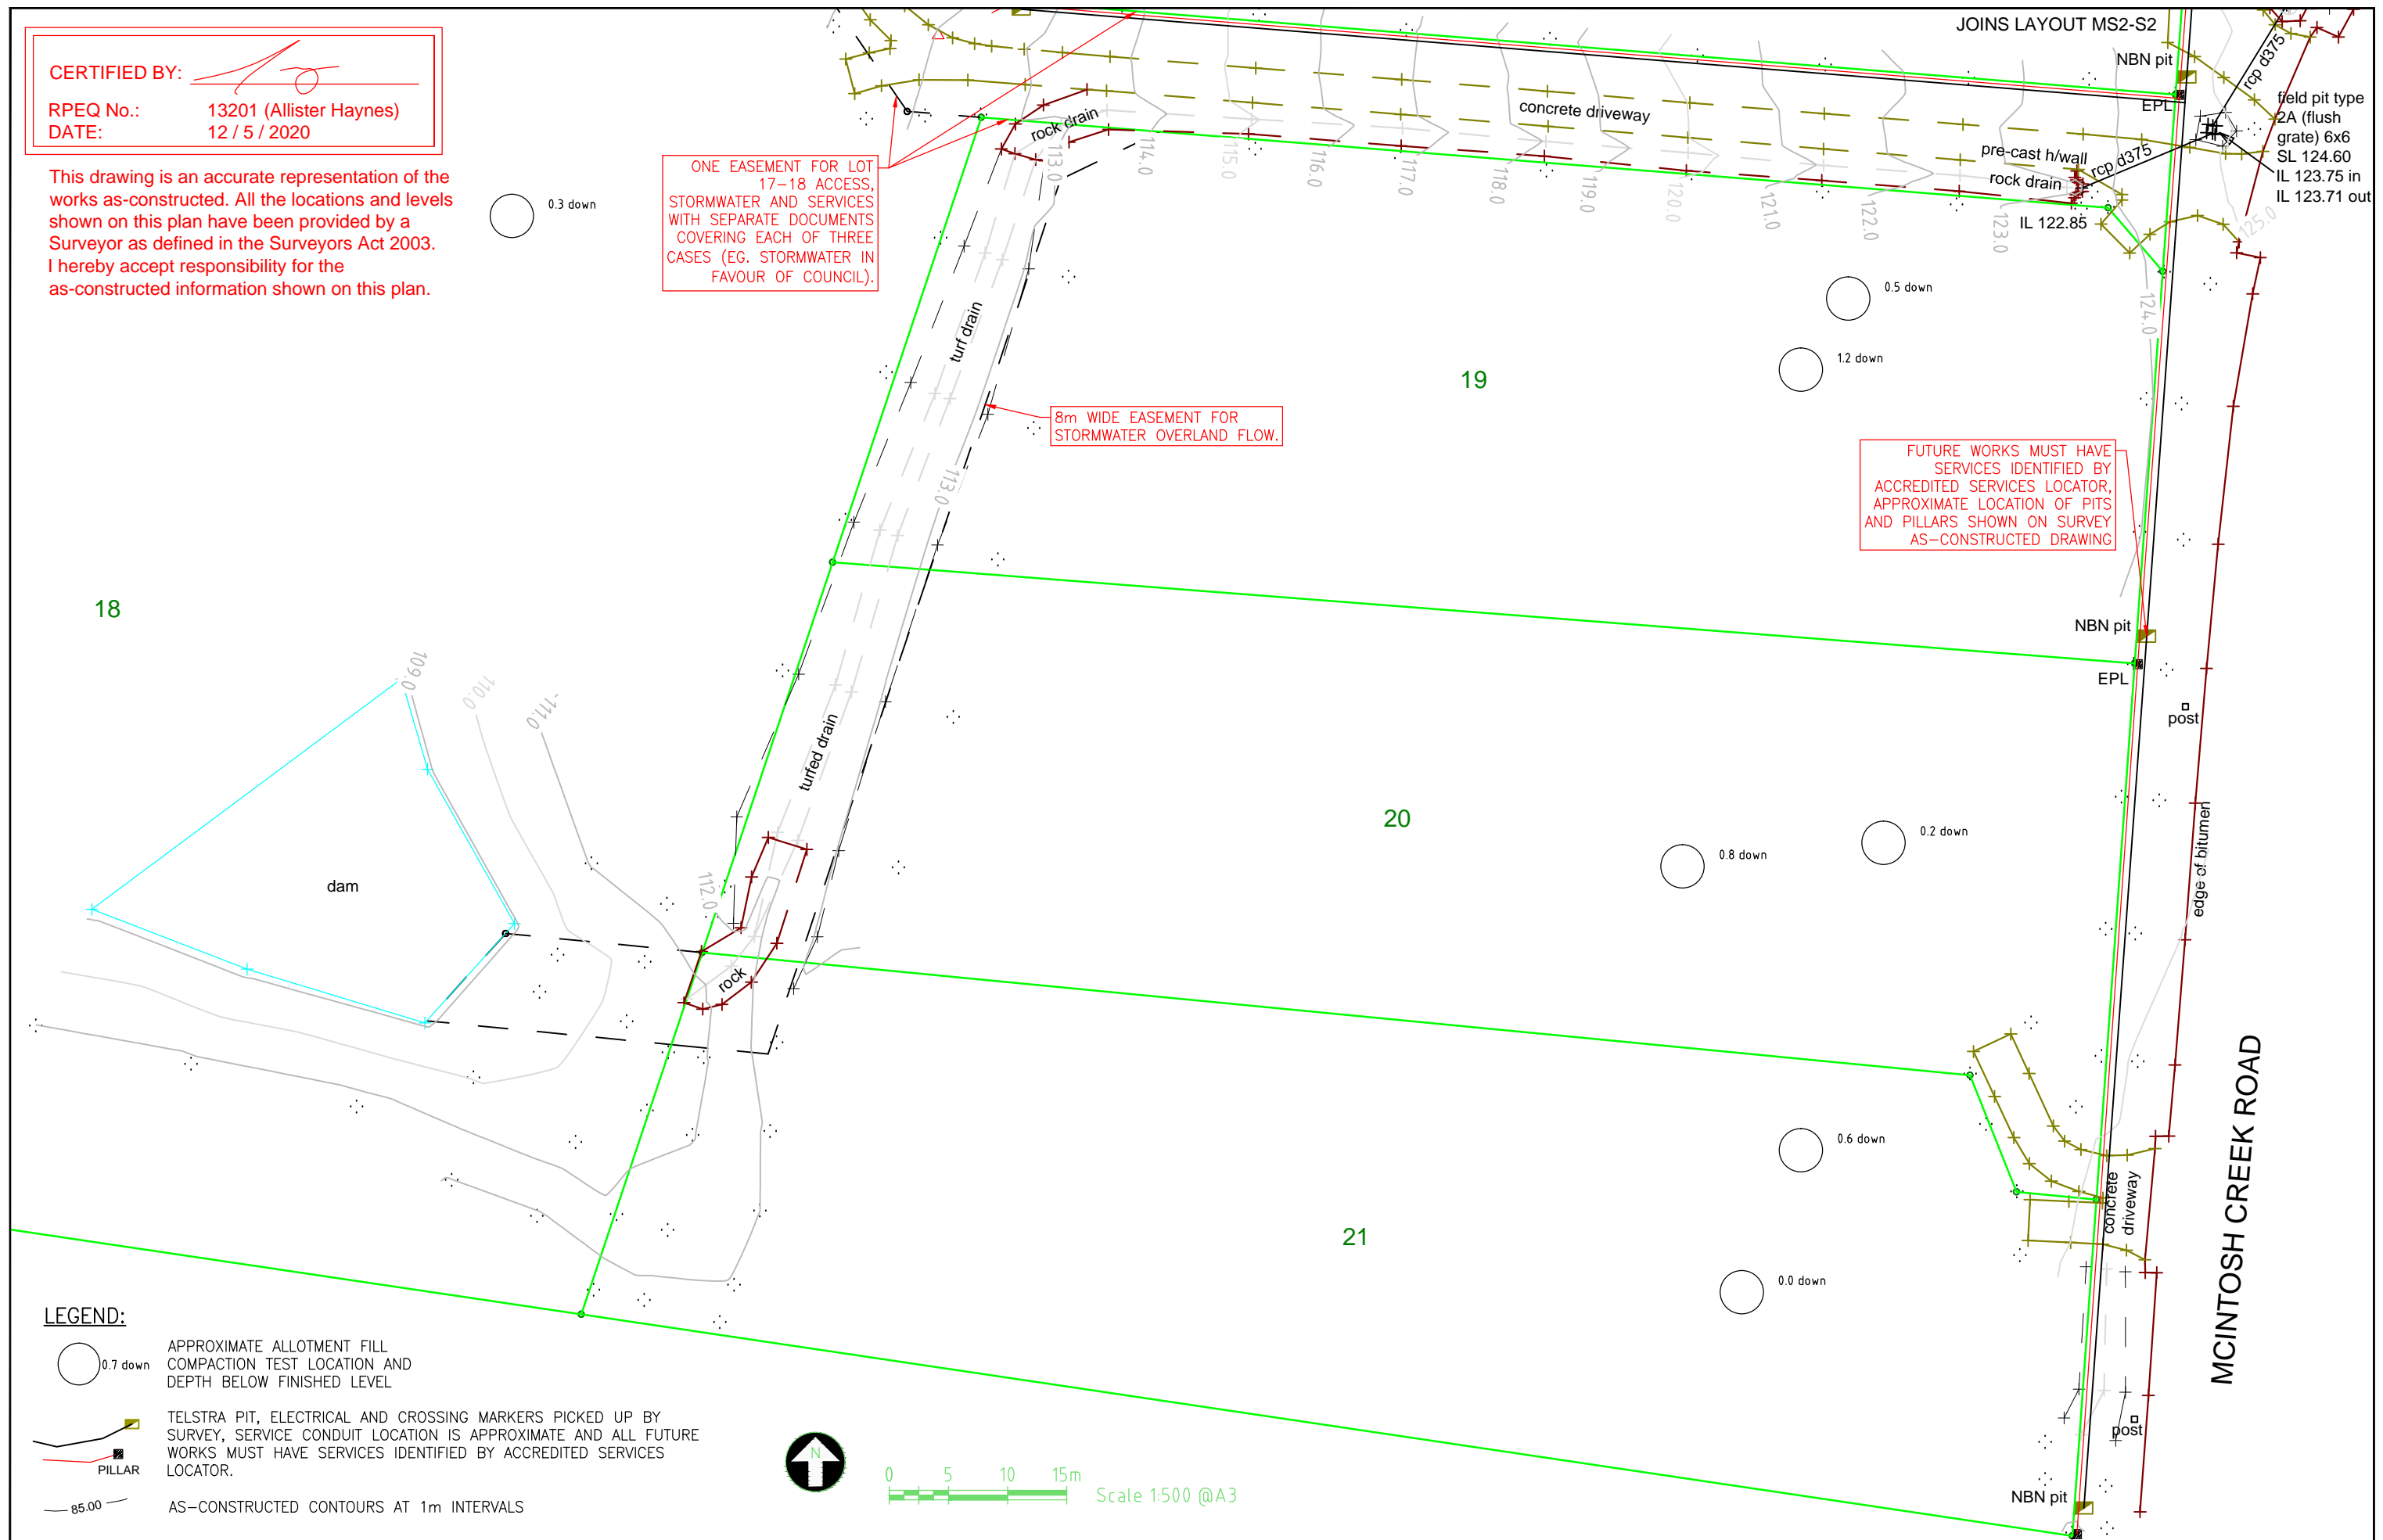 CERTIFIED BY:
RPEQ No.: 13201 (Allister Haynes)
DATE: 12 / 5 / 2020
This drawing is an accurate representation of the
works as-constructed. All the locations and levels
shown on this plan have been provided by a
Surveyor as defined in the Surveyors Act 2003.
I hereby accept responsibility for the
as-constructed information shown on this plan.
0.3 down
ONE EASEMENT FOR LOT
17-18 ACCESS,
STORMWATER AND SERVICES
WITH SEPARATE DOCUMENTS
COVERING EACH OF THREE
CASES (EG. STORMWATER IN
FAVOUR OF COUNCIL).
JOINS LAYOUT MS2-S2
NBN pit
EPL
rcp d375
field pit type
2A (flush
grate) 6x6
SL 124.60
IL 123.75 in
IL 123.71 out
concrete driveway
rock drain
pre-cast h/wall
rcp d375
rock drain
IL 122.85
113.0
114.0
115.0
116.0
117.0
118.0
119.0
120.0
121.0
122.0
123.0
124.0
125.0
0.5 down
1.2 down
turf drain
19
8m WIDE EASEMENT FOR
STORMWATER OVERLAND FLOW.
113.0
FUTURE WORKS MUST HAVE
SERVICES IDENTIFIED BY
ACCREDITED SERVICES LOCATOR,
APPROXIMATE LOCATION OF PITS
AND PILLARS SHOWN ON SURVEY
AS-CONSTRUCTED DRAWING
18
NBN pit
EPL
post
109.0
110.0
111.0
turfed drain
20
0.8 down
0.2 down
edge of bitumen
dam
112.0
rock
0.6 down
concrete
driveway
MCINTOSH CREEK ROAD
21
0.0 down
post
NBN pit
LEGEND:
0.7 down
APPROXIMATE ALLOTMENT FILL
COMPACTION TEST LOCATION AND
DEPTH BELOW FINISHED LEVEL
TELSTRA PIT, ELECTRICAL AND CROSSING MARKERS PICKED UP BY
SURVEY, SERVICE CONDUIT LOCATION IS APPROXIMATE AND ALL FUTURE
WORKS MUST HAVE SERVICES IDENTIFIED BY ACCREDITED SERVICES
LOCATOR.
PILLAR
85.00
AS-CONSTRUCTED CONTOURS AT 1m INTERVALS
N
0 5 10 15m
Scale 1:500 @A3